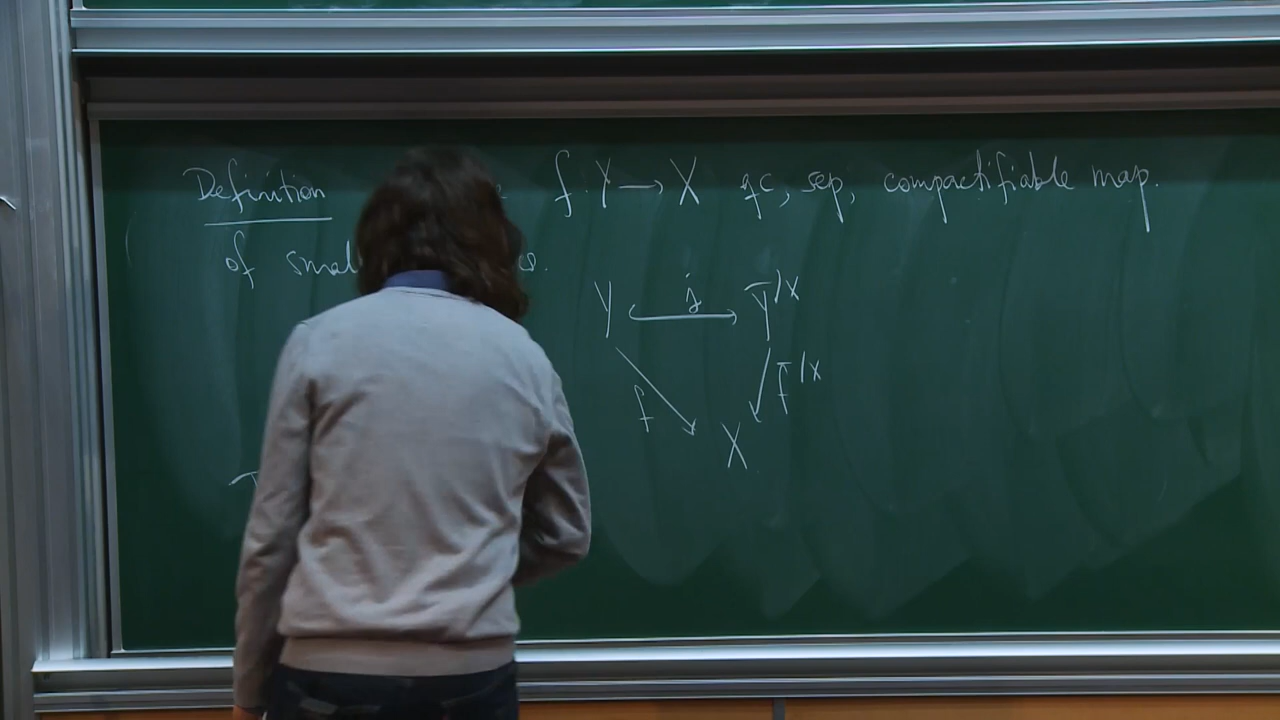 Definition f: Y → X qc, sep, compactifiable map.
of smal
Y j Y̅/X
f f̅/X
X